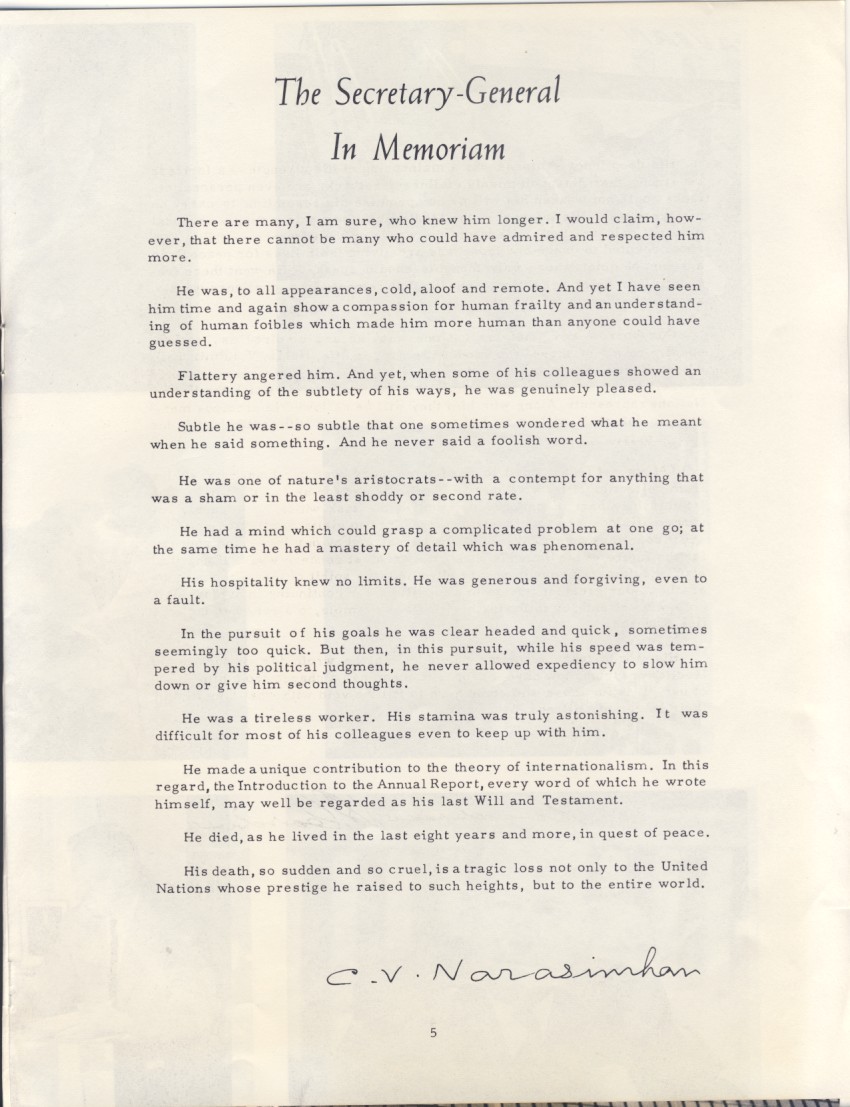 The Secretary-General
In Memoriam
There are many, I am sure, who knew him longer. I would claim, how-
ever, that there cannot be many who could have admired and respected him
more.
He was, to all appearances, cold, aloof and remote. And yet I have seen
him time and again show a compassion for human frailty and an understand-
ing of human foibles which made him more human than anyone could have
guessed.
Flattery angered him. And yet, when some of his colleagues showed an
understanding of the subtlety of his ways, he was genuinely pleased.
Subtle he was--so subtle that one sometimes wondered what he meant
when he said something. And he never said a foolish word.
He was one of nature's aristocrats--with a contempt for anything that
was a sham or in the least shoddy or second rate.
He had a mind which could grasp a complicated problem at one go; at
the same time he had a mastery of detail which was phenomenal.
His hospitality knew no limits. He was generous and forgiving, even to
a fault.
In the pursuit of his goals he was clear headed and quick, sometimes
seemingly too quick. But then, in this pursuit, while his speed was tem-
pered by his political judgment, he never allowed expediency to slow him
down or give him second thoughts.
He was a tireless worker. His stamina was truly astonishing. It was
difficult for most of his colleagues even to keep up with him.
He made a unique contribution to the theory of internationalism. In this
regard, the Introduction to the Annual Report, every word of which he wrote
himself, may well be regarded as his last Will and Testament.
He died, as he lived in the last eight years and more, in quest of peace.
His death, so sudden and so cruel, is a tragic loss not only to the United
Nations whose prestige he raised to such heights, but to the entire world.
C.V. Narasimhan
5